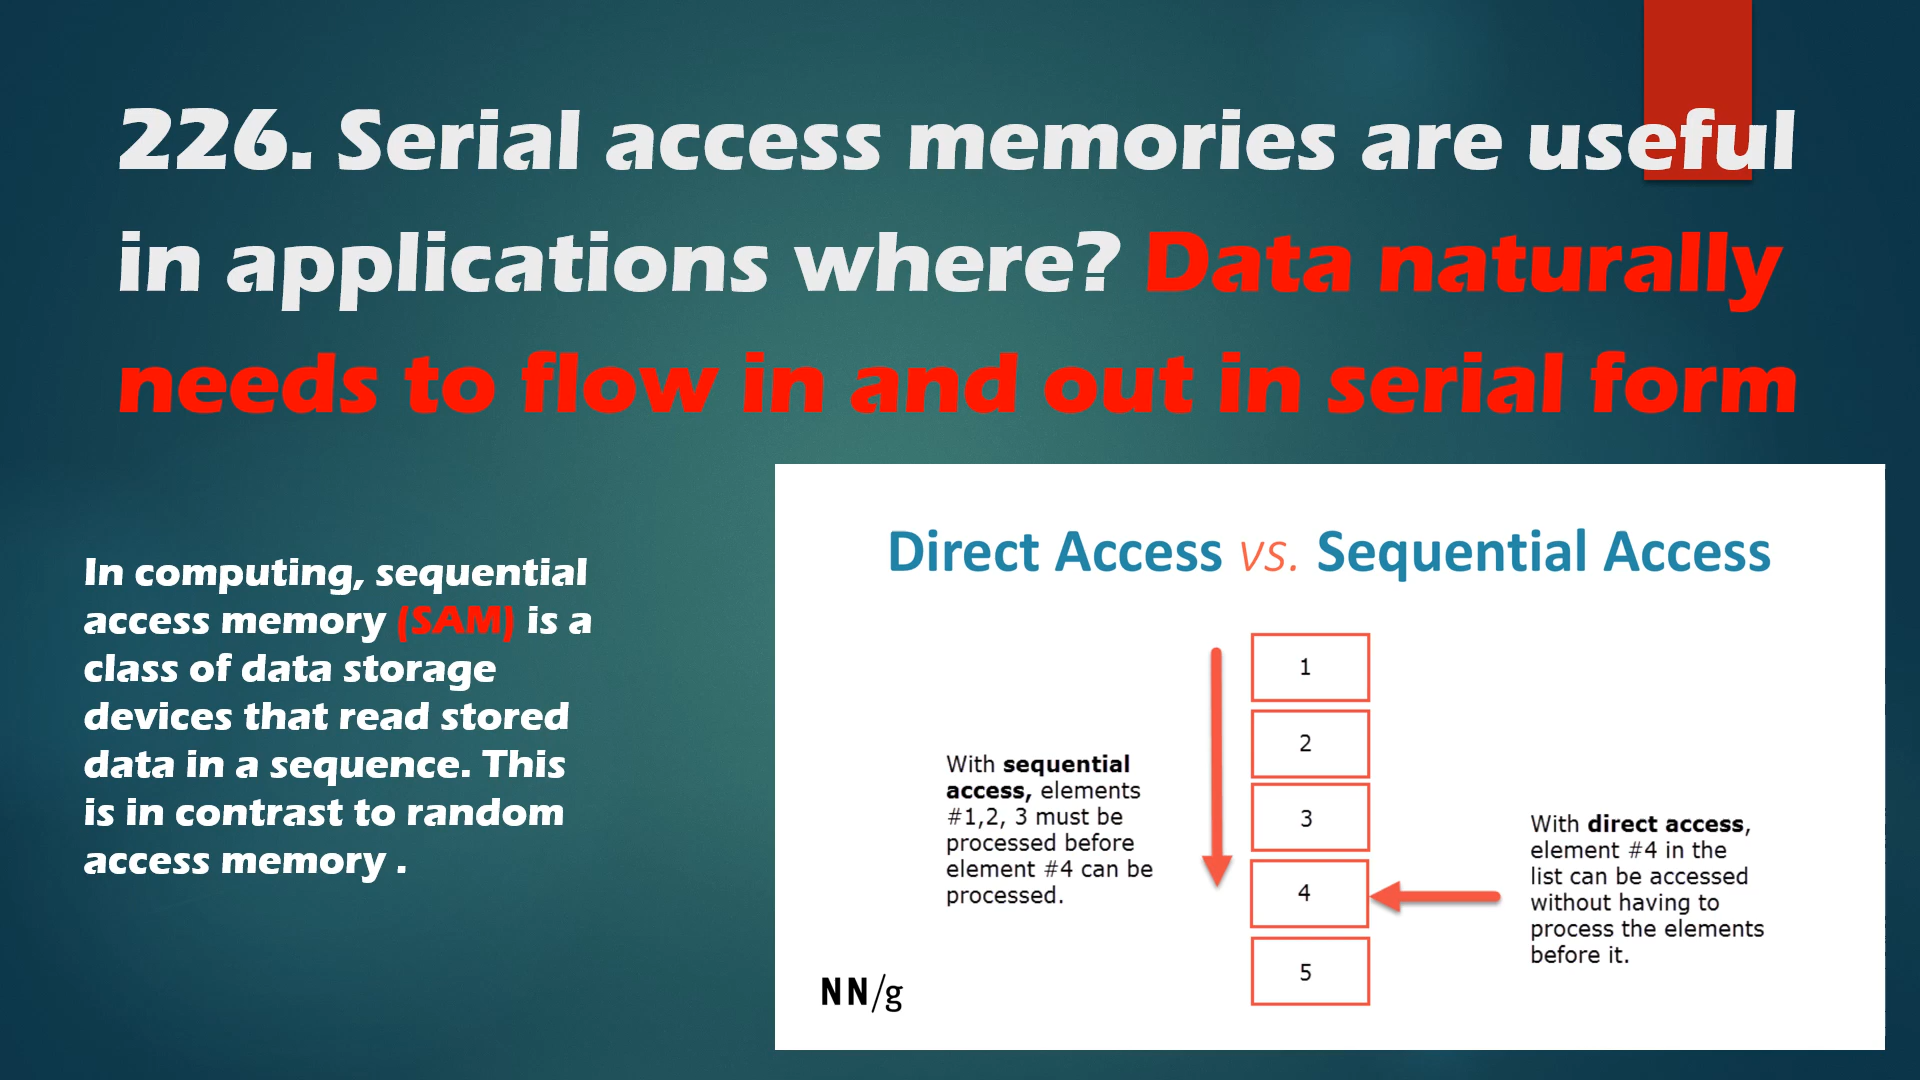 226. Serial access memories are useful
in applications where? Data naturally
needs to flow in and out in serial form
In computing, sequential
access memory (SAM) is a
class of data storage
devices that read stored
data in a sequence. This
is in contrast to random
access memory .
Direct Access vs. Sequential Access
1
2
3
4
5
With sequential
access, elements
#1,2, 3 must be
processed before
element #4 can be
processed.
With direct access,
element #4 in the
list can be accessed
without having to
process the elements
before it.
NN/g